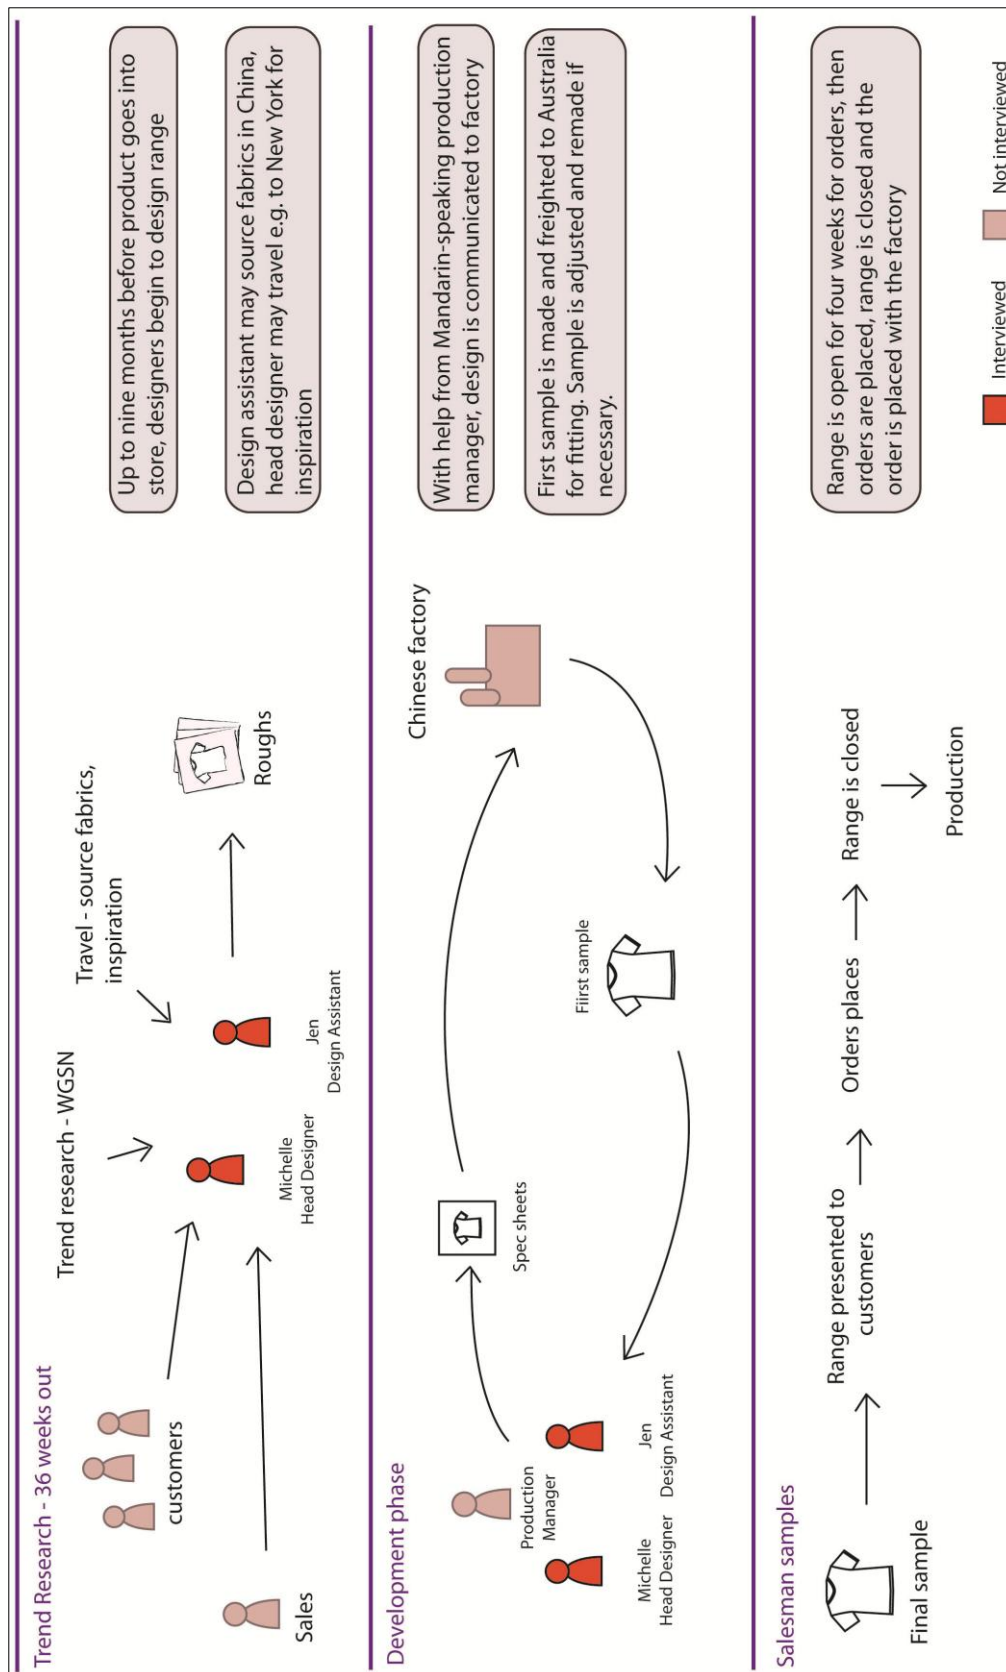 Trend Research - 36 weeks out
customers
Sales
Trend research - WGSN
Michelle
Head Designer
Travel - source fabrics,
inspiration
Jen
Design Assistant
Roughs
Up to nine months before product goes into
store, designers begin to design range
Design assistant may source fabrics in China,
head designer may travel e.g. to New York for
inspiration
Development phase
Production
Manager
Michelle
Head Designer
Jen
Design Assistant
Spec sheets
Chinese factory
Fiirst sample
With help from Mandarin-speaking production
manager, design is communicated to factory
First sample is made and freighted to Australia
for fitting. Sample is adjusted and remade if
necessary.
Salesman samples
Final sample
Range presented to
customers
Orders places
Range is closed
Production
Range is open for four weeks for orders, then
orders are placed, range is closed and the
order is placed with the factory
Interviewed
Not interviewed